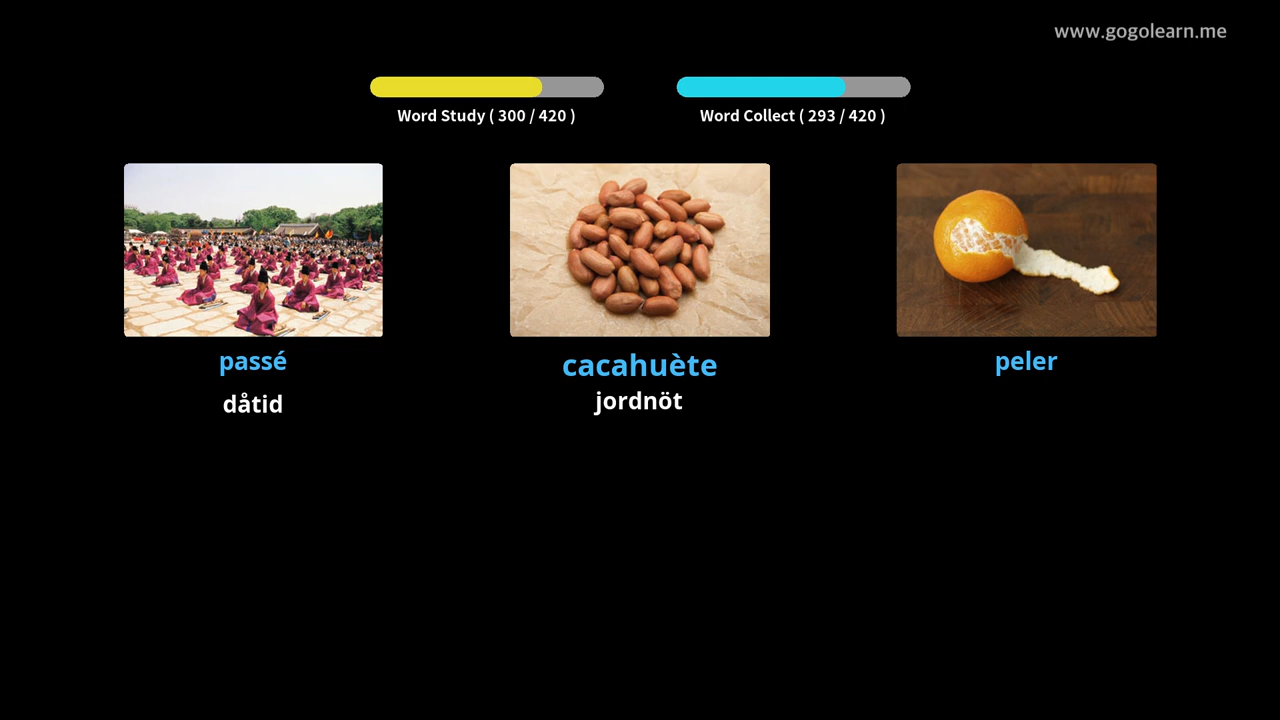 www.gogolearn.me
Word Study ( 300 / 420 )
Word Collect ( 293 / 420 )
passé
dåtid
cacahuète
jordnöt
peler